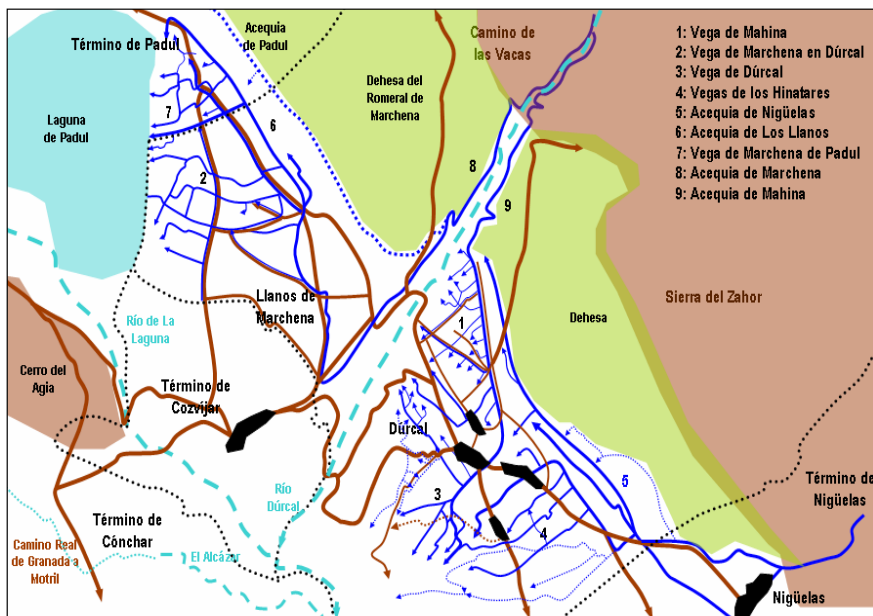 Término de Padul
Acequia
de Padul
Camino de
las Vacas
1: Vega de Mahina
2: Vega de Marchena en Dúrcal
3: Vega de Dúrcal
4: Vegas de los Hinatares
5: Acequia de Nigüelas
6: Acequia de Los Llanos
7: Vega de Marchena de Padul
8: Acequia de Marchena
9: Acequia de Mahina
Dehesa del
Romeral de
Marchena
Laguna
de Padul
7
6
2
8
9
Llanos de
Marchena
Sierra del Zahor
Río de La
Laguna
1
Dehesa
Cerro del
Agia
Término de
Cozvíjar
Dúrcal
5
Término de
Nigüelas
Río
Dúrcal
3
4
Término de
Cónchar
Camino Real
de Granada a
Motril
El Alcázar
Nigüelas